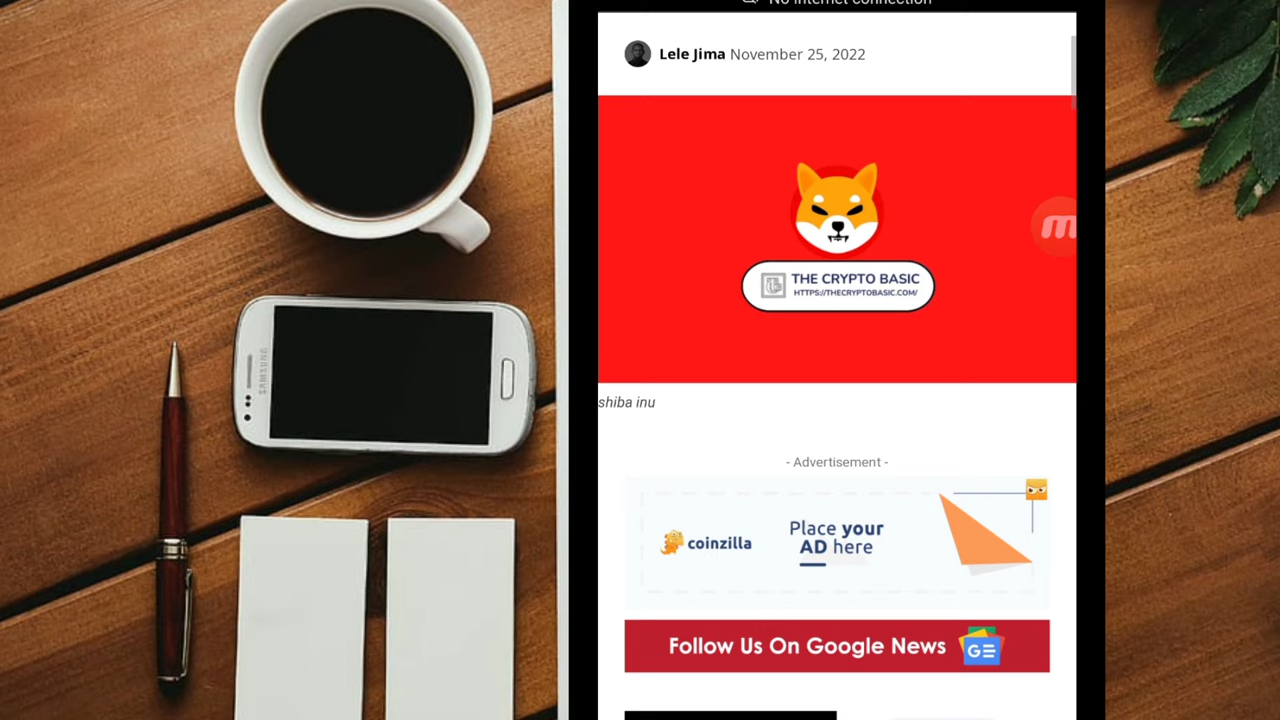 No internet connection
Lele Jima November 25, 2022
THE CRYPTO BASIC
HTTPS://THECRYPTOBASIC.COM/
m
shiba inu
- Advertisement -
coinzilla
Place your
AD here
Follow Us On Google News
GE
SAMSUNG